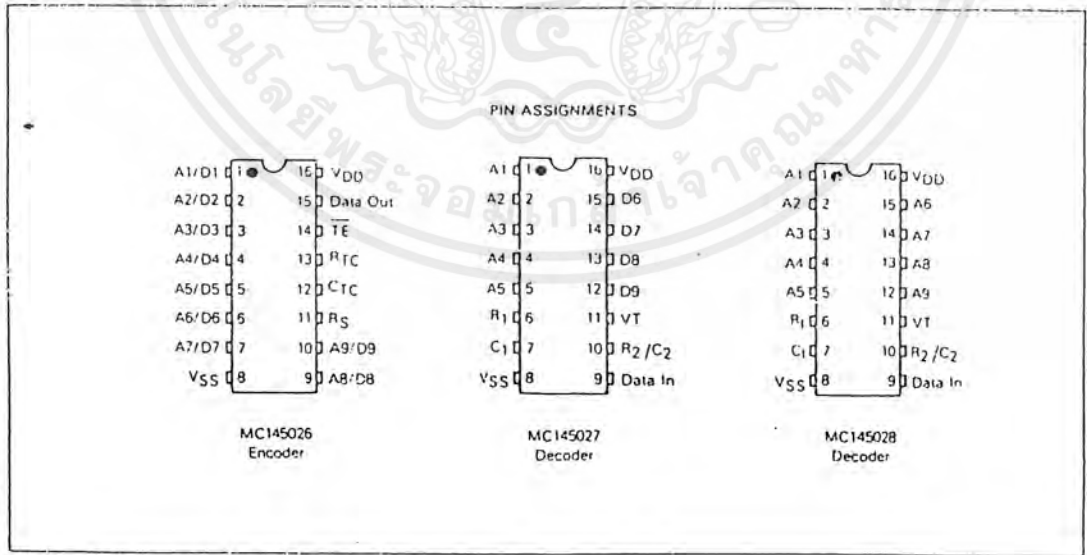 PIN ASSIGNMENTS
A1/D1 1 16 VDD
A2/D2 2 15 Data Out
A3/D3 3 14 TE
A4/D4 4 13 RTC
A5/D5 5 12 CTC
A6/D6 6 11 RS
A7/D7 7 10 A9/D9
VSS 8 9 A8/D8
MC145026
Encoder
A1 1 16 VDD
A2 2 15 D6
A3 3 14 D7
A4 4 13 D8
A5 5 12 D9
R1 6 11 VT
C1 7 10 R2/C2
VSS 8 9 Data In
MC145027
Decoder
A1 1 16 VDD
A2 2 15 A6
A3 3 14 A7
A4 4 13 A8
A5 5 12 A9
R1 6 11 VT
C1 7 10 R2/C2
VSS 8 9 Data In
MC145028
Decoder